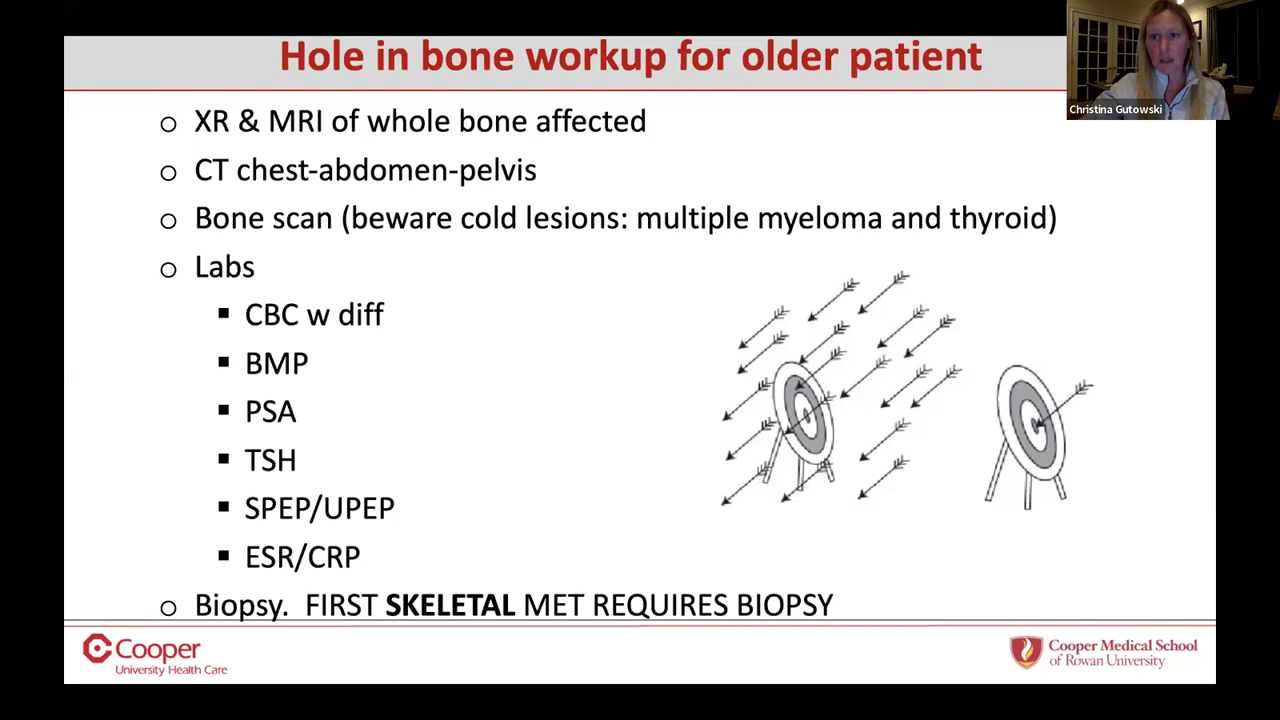 Hole in bone workup for older patient
Christina Gutowski
o XR & MRI of whole bone affected
o CT chest-abdomen-pelvis
o Bone scan (beware cold lesions: multiple myeloma and thyroid)
o Labs
▪ CBC w diff
▪ BMP
▪ PSA
▪ TSH
▪ SPEP/UPEP
▪ ESR/CRP
o Biopsy. FIRST SKELETAL MET REQUIRES BIOPSY
Cooper
University Health Care
Cooper Medical School
of Rowan University